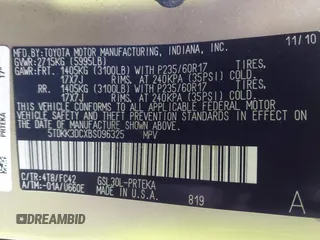 MFD.BY:TOYOTA MOTOR MANUFACTURING, INDIANA, INC. 11/10
GVWR:2715KG (5995LB)
GAWR:FRT. 1405KG (3100LB) WITH P235/60R17 TIRES,
17X7J RIMS, AT 240KPA (35PSI) COLD.
RR. 1405KG (3100LB) WITH P235/60R17 TIRES,
17X7J RIMS, AT 240KPA (35PSI) COLD.
THIS VEHICLE CONFORMS TO ALL APPLICABLE FEDERAL MOTOR
VEHICLE SAFETY AND THEFT PREVENTION STANDARDS IN
EFFECT ON THE DATE OF MANUFACTURE SHOWN ABOVE.
5TDKK3DCXBS096325 MPV
C/TR:4T8/FC42
A/TM:-01A/U660E
GSL30L-PRTEKA
MADE IN U.S.A.
819
A
PRTEKA
17"